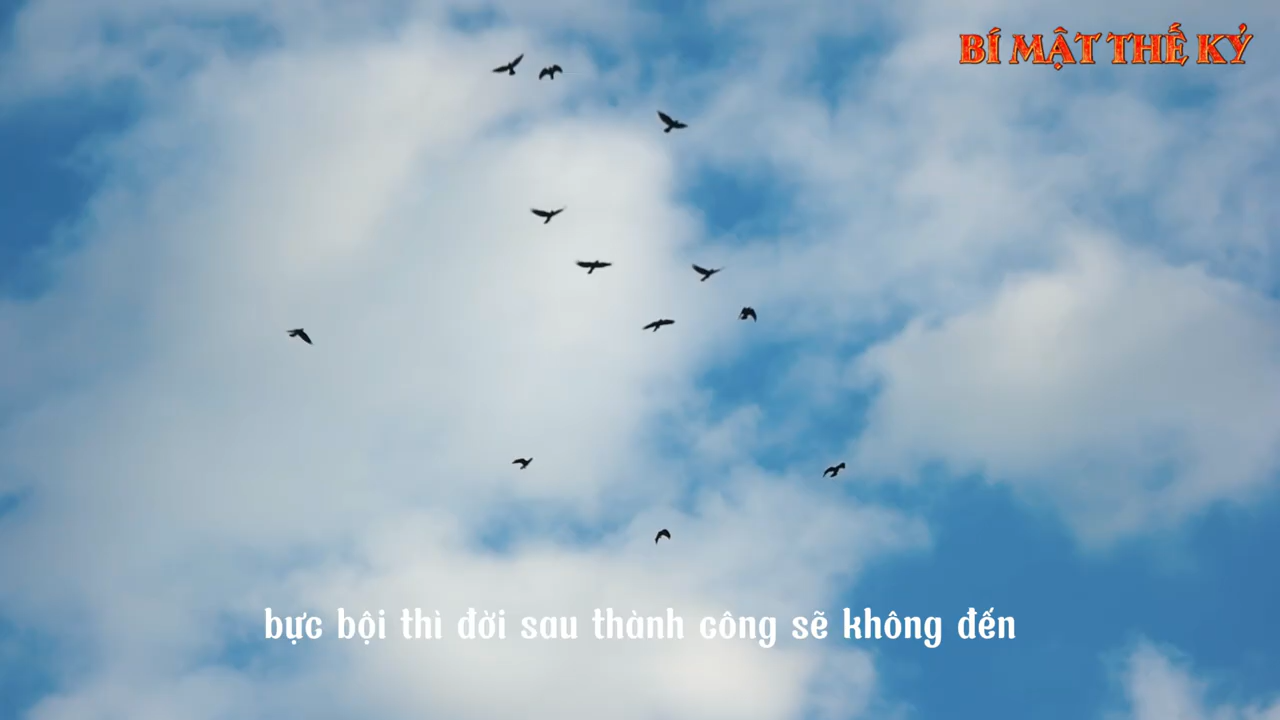 BÍ MẬT THẾ KỶ
bực bội thì đời sau thành công sẽ không đến